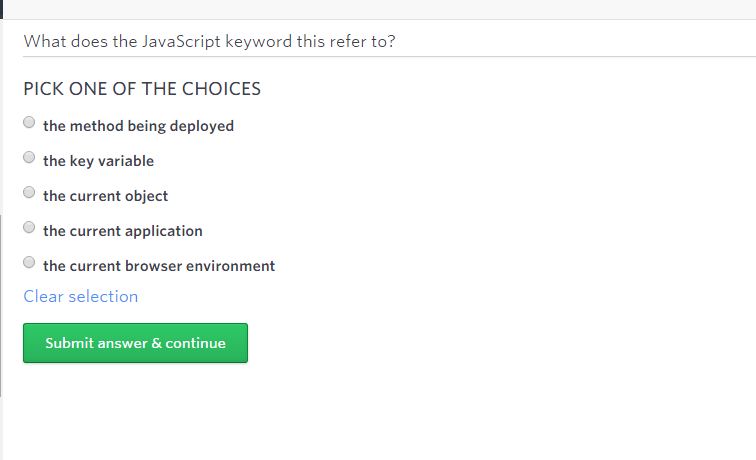 What does the JavaScript keyword this refer to?
PICK ONE OF THE CHOICES
the method being deployed
the key variable
the current object
the current application
the current browser environment
Clear selection
Submit answer & continue